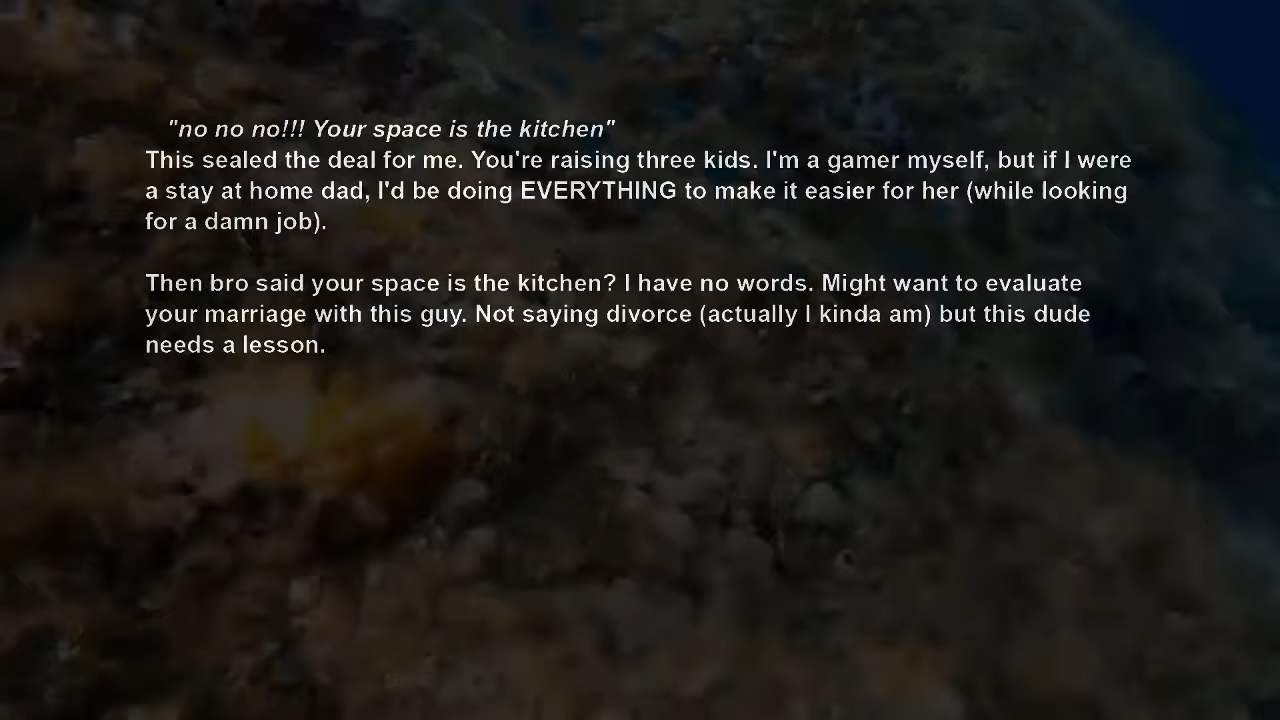 "no no no!!! Your space is the kitchen"
This sealed the deal for me. You're raising three kids. I'm a gamer myself, but if I were
a stay at home dad, I'd be doing EVERYTHING to make it easier for her (while looking
for a damn job).
Then bro said your space is the kitchen? I have no words. Might want to evaluate
your marriage with this guy. Not saying divorce (actually I kinda am) but this dude
needs a lesson.